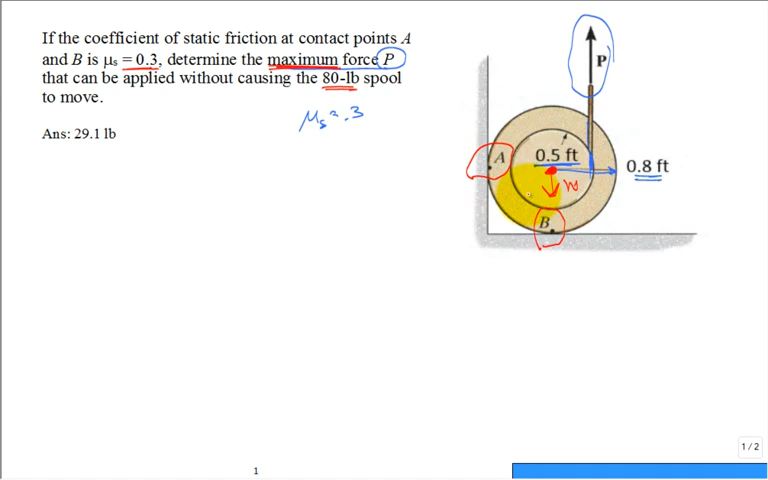 If the coefficient of static friction at contact points A
and B is μs = 0.3, determine the maximum force P
that can be applied without causing the 80-lb spool
to move.
μs = .3
Ans: 29.1 lb
P
A
0.5 ft
0.8 ft
W
B
1 / 2
1